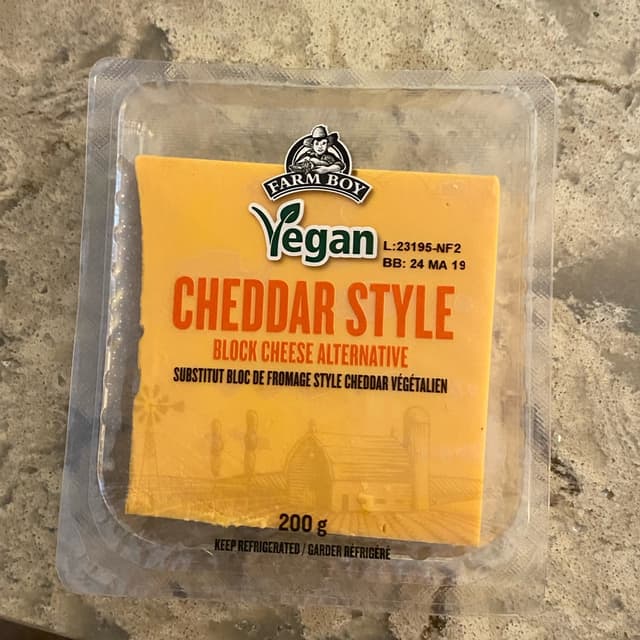 FARM BOY
Vegan
L:23195-NF2
BB: 24 MA 19
CHEDDAR STYLE
BLOCK CHEESE ALTERNATIVE
SUBSTITUT BLOC DE FROMAGE STYLE CHEDDAR VÉGÉTALIEN
200 g
KEEP REFRIGERATED / GARDER RÉFRIGÉRÉ